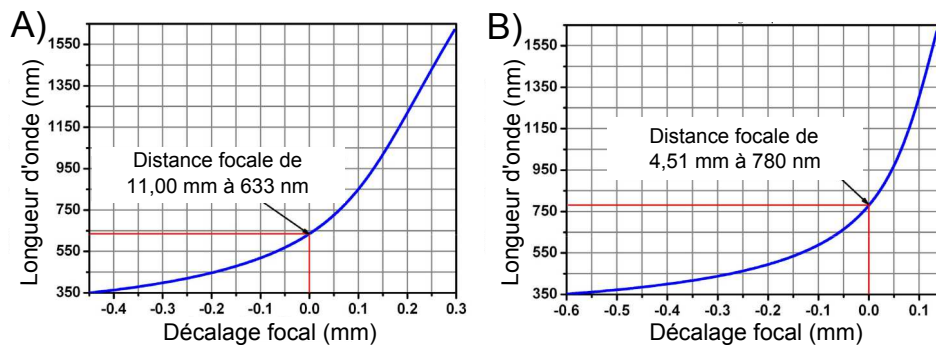 A)
Longueur d'onde (nm)
1550
1350
1150
950
750
550
350
Distance focale de
11,00 mm à 633 nm
-0.4 -0.3 -0.2 -0.1 0.0 0.1 0.2 0.3
Décalage focal (mm)
B)
Longueur d'onde (nm)
1550
1350
1150
950
750
550
350
Distance focale de
4,51 mm à 780 nm
-0.6 -0.5 -0.4 -0.3 -0.2 -0.1 0.0 0.1
Décalage focal (mm)